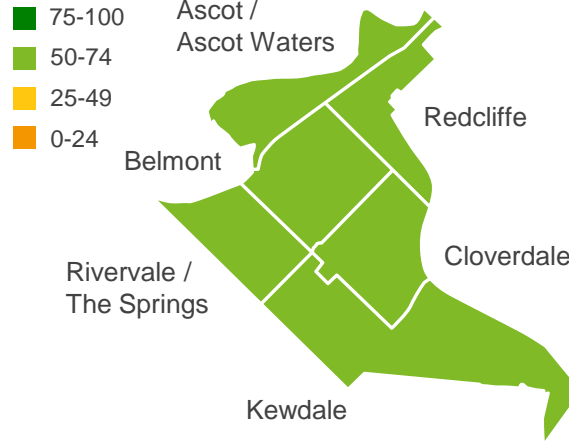 75-100
50-74
25-49
0-24
Ascot /
Ascot Waters
Redcliffe
Belmont
Cloverdale
Rivervale /
The Springs
Kewdale